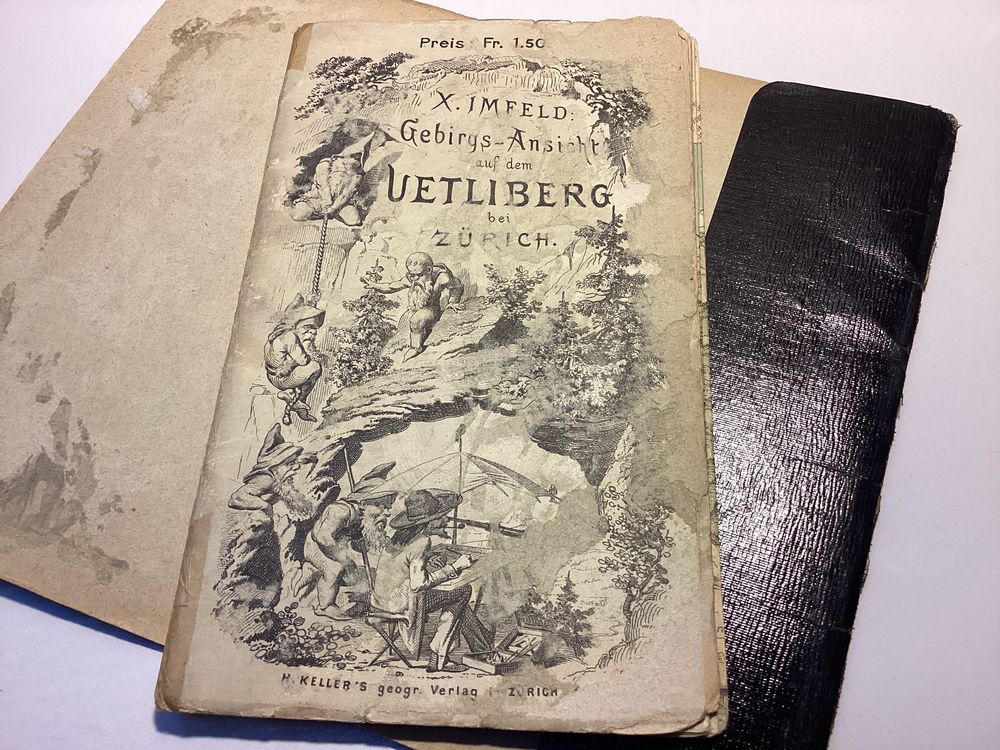 Preis Fr. 1.50
X. IMFELD:
Gebirgs-Ansicht
auf dem
UETLIBERG
bei
ZÜRICH.
H. KELLER'S geogr. Verlag i. ZÜRICH